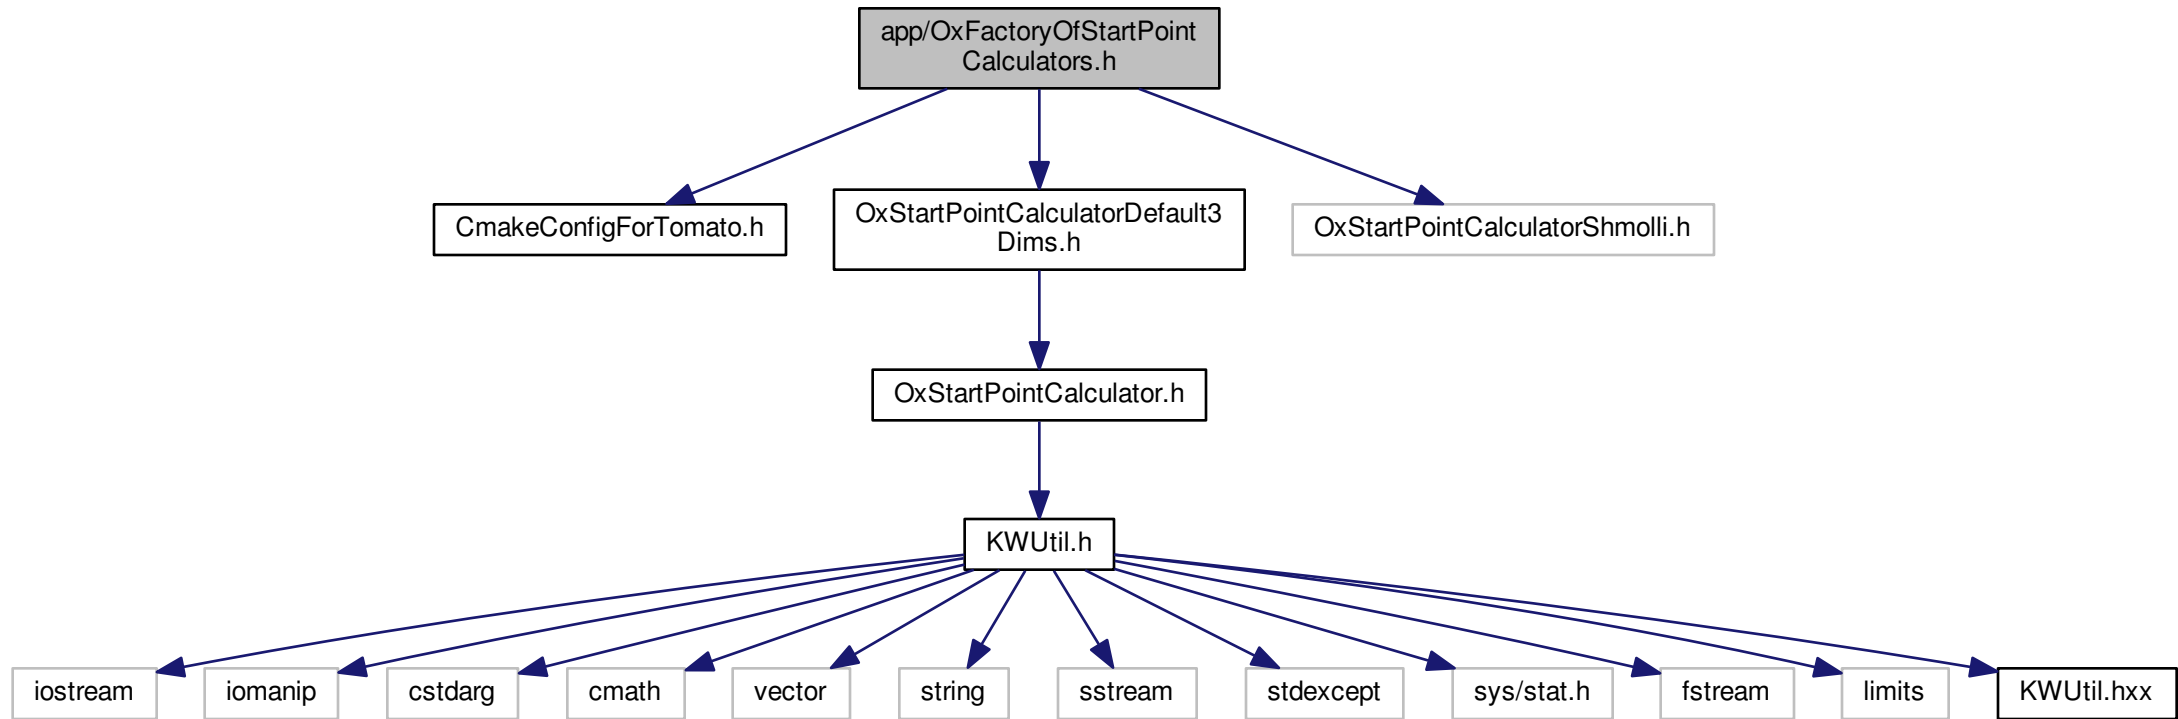 app/OxFactoryOfStartPoint
Calculators.h
CmakeConfigForTomato.h
OxStartPointCalculatorDefault3
Dims.h
OxStartPointCalculatorShmolli.h
OxStartPointCalculator.h
KWUtil.h
iostream
iomanip
cstdarg
cmath
vector
string
sstream
stdexcept
sys/stat.h
fstream
limits
KWUtil.hxx